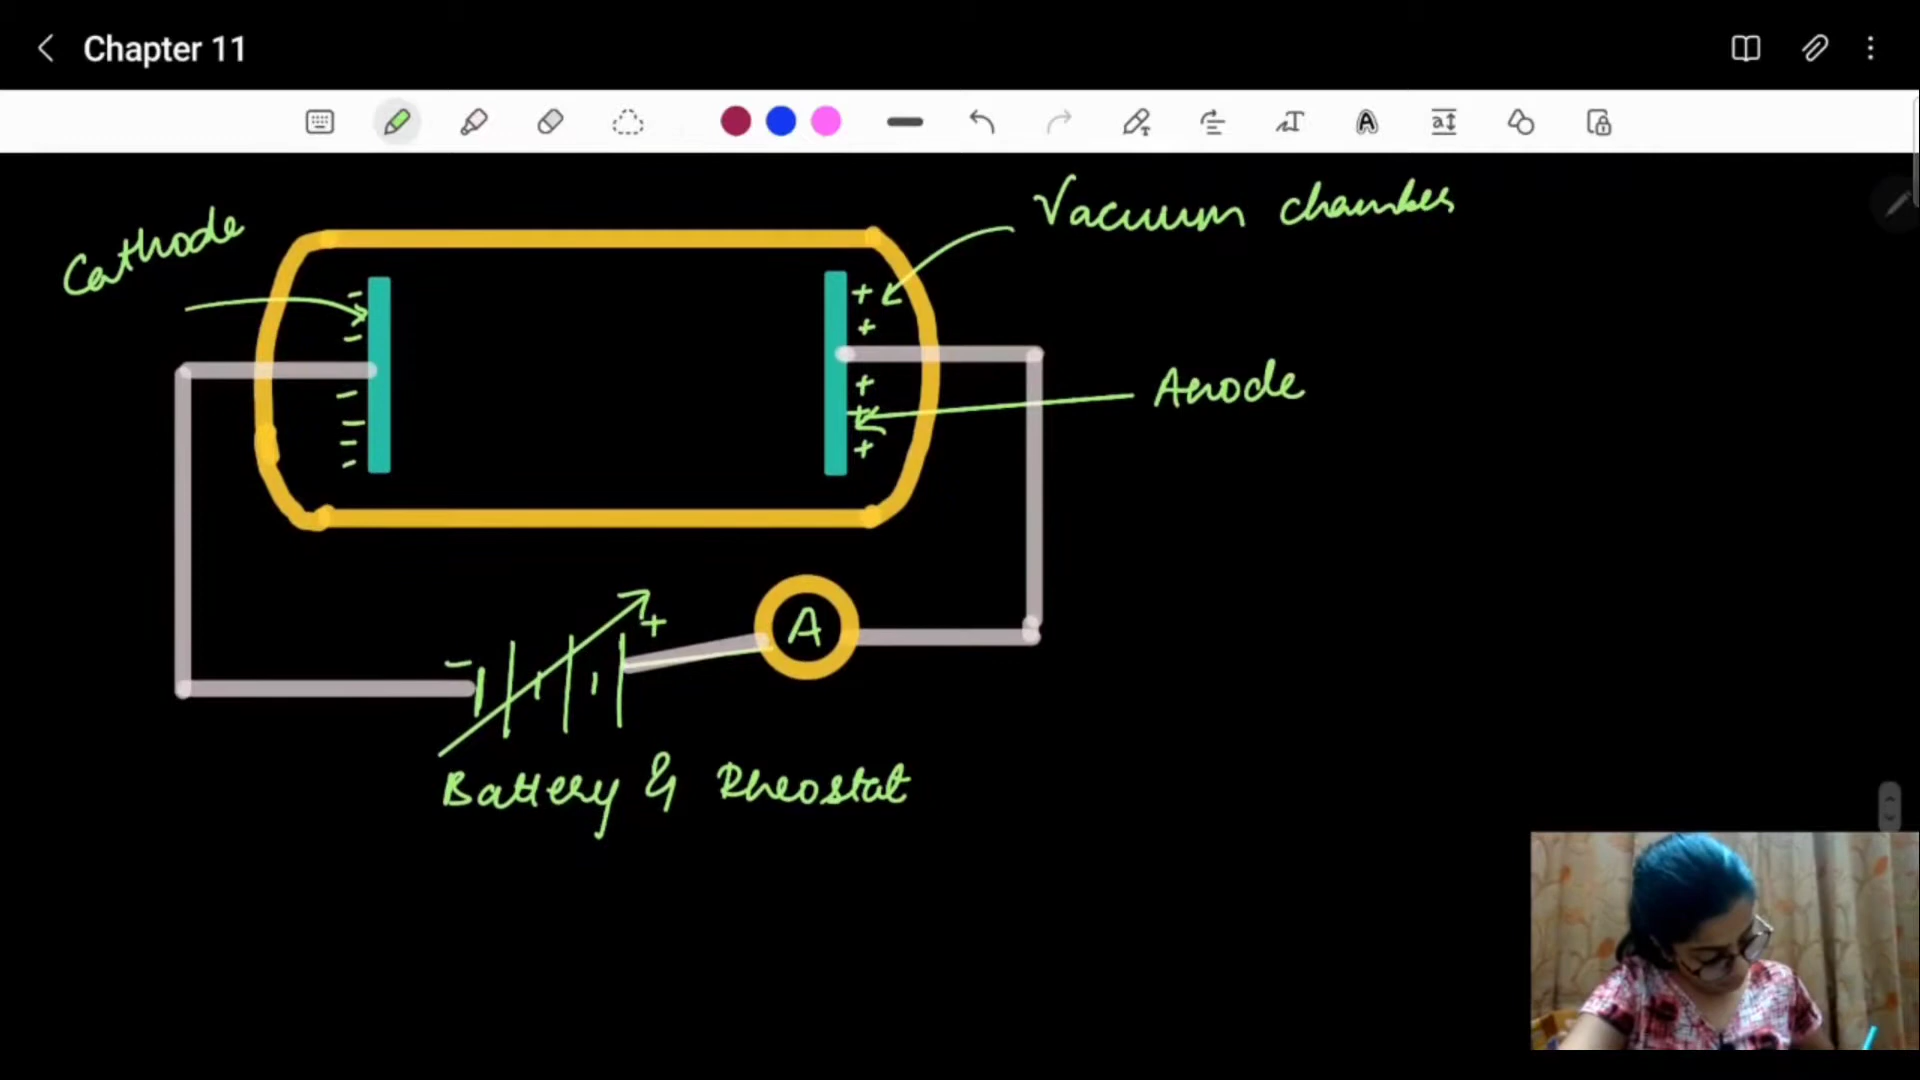 Chapter 11
Vacuum chamber
Cathode
Anode
A
Battery & Rheostat